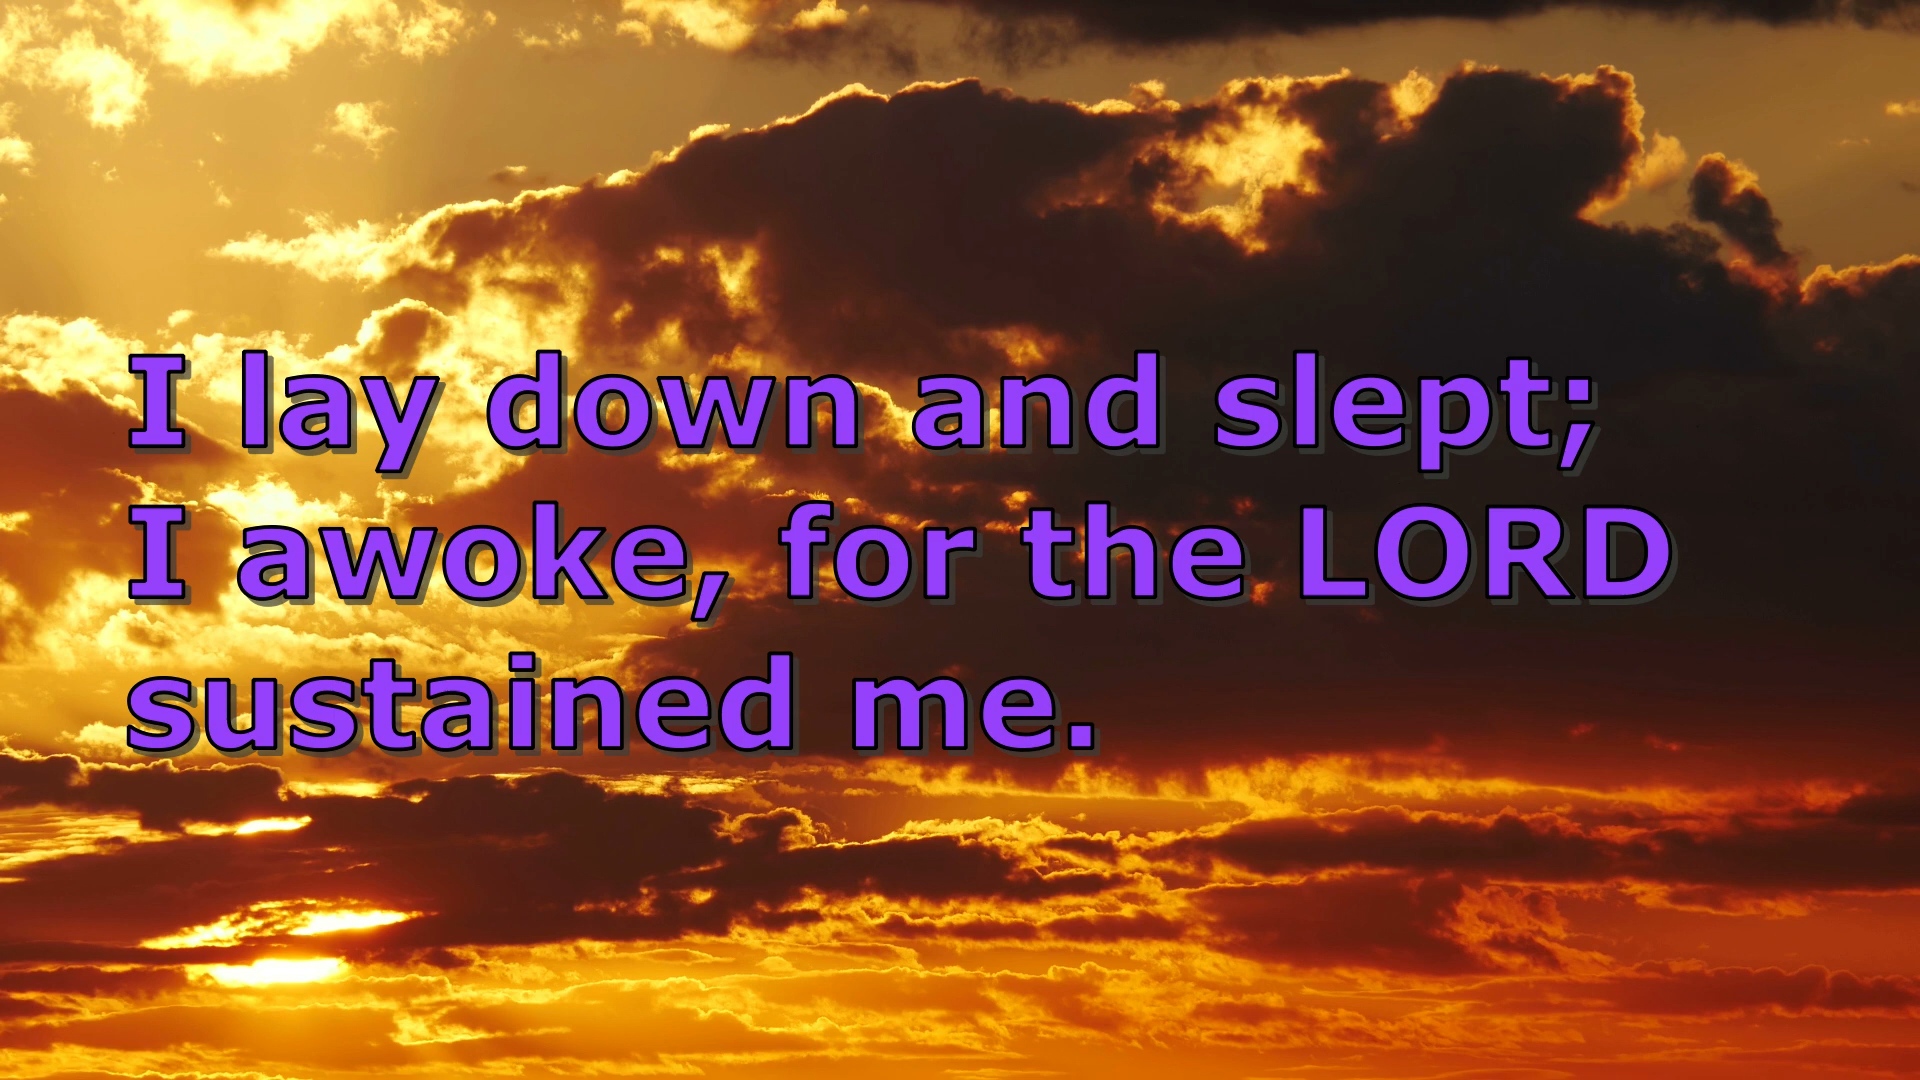 I lay down and slept;
I awoke, for the LORD
sustained me.